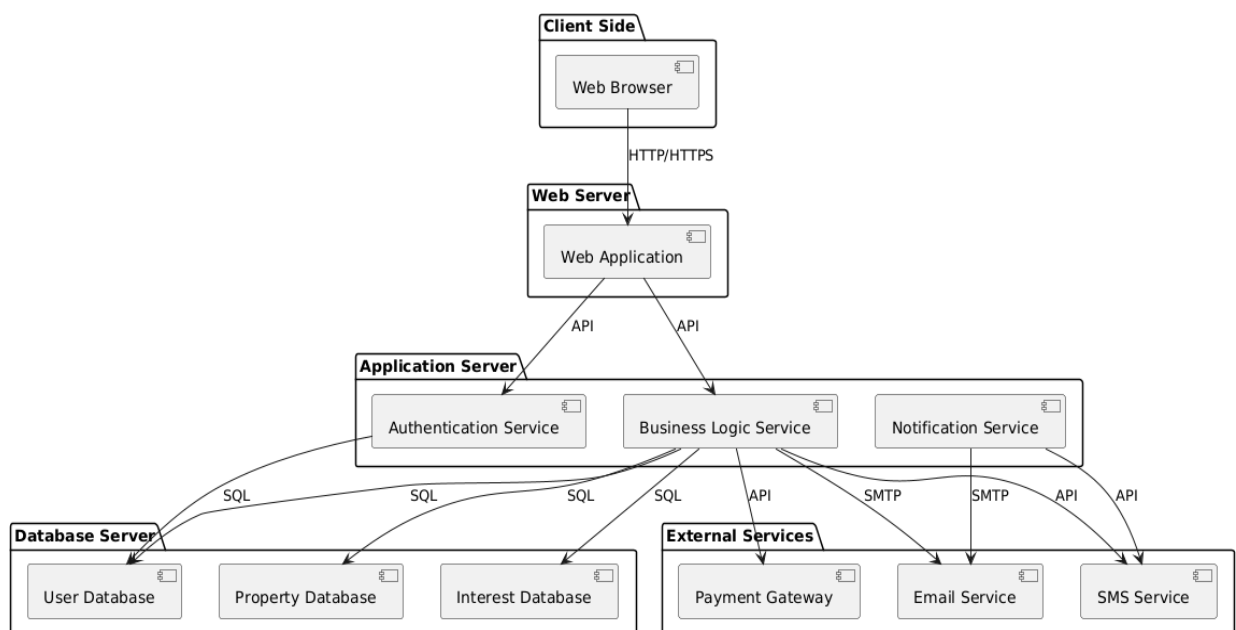 Client Side
Web Browser
HTTP/HTTPS
Web Server
Web Application
API
API
Application Server
Authentication Service
Business Logic Service
Notification Service
SQL
SQL
SQL
SQL
API
SMTP
SMTP
API
API
Database Server
External Services
User Database
Property Database
Interest Database
Payment Gateway
Email Service
SMS Service